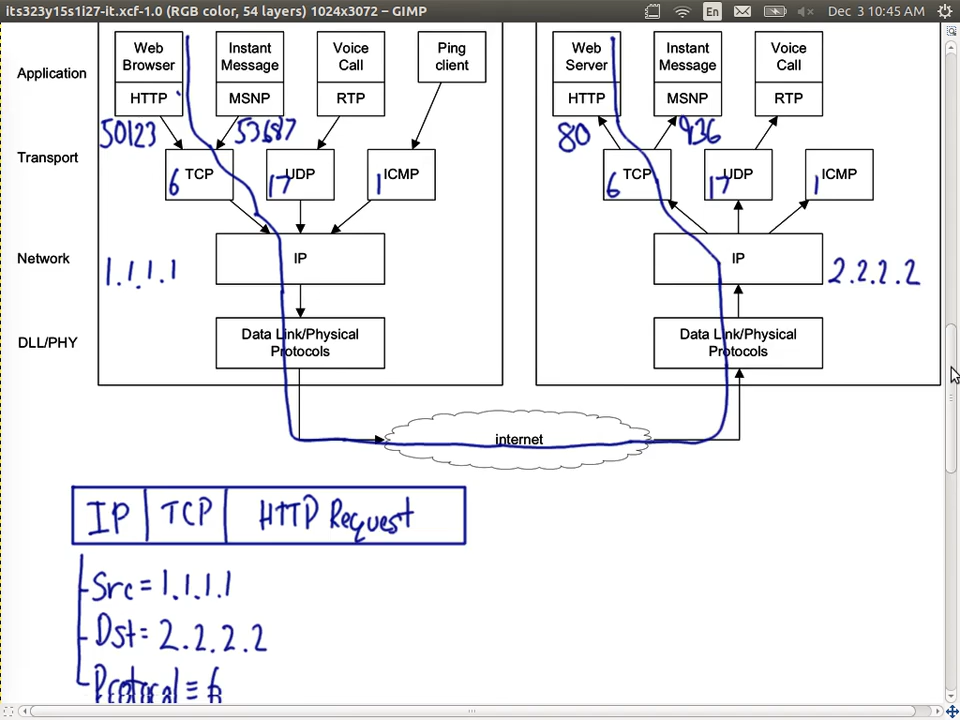 its323y15s1i27-it.xcf-1.0 (RGB color, 54 layers) 1024x3072 – GIMP
En
Dec 3 10:45 AM
Application
Web Browser
HTTP
Instant Message
MSNP
Voice Call
RTP
Ping client
Web Server
HTTP
Instant Message
MSNP
Voice Call
RTP
50123
53687
80
Transport
6 TCP
17 UDP
1 ICMP
6 TCP
17 UDP
1 ICMP
Network
1.1.1.1
IP
IP
2.2.2.2
DLL/PHY
Data Link/Physical
Protocols
Data Link/Physical
Protocols
internet
IP TCP HTTP Request
Src = 1.1.1.1
Dst = 2.2.2.2
Protocol = 6